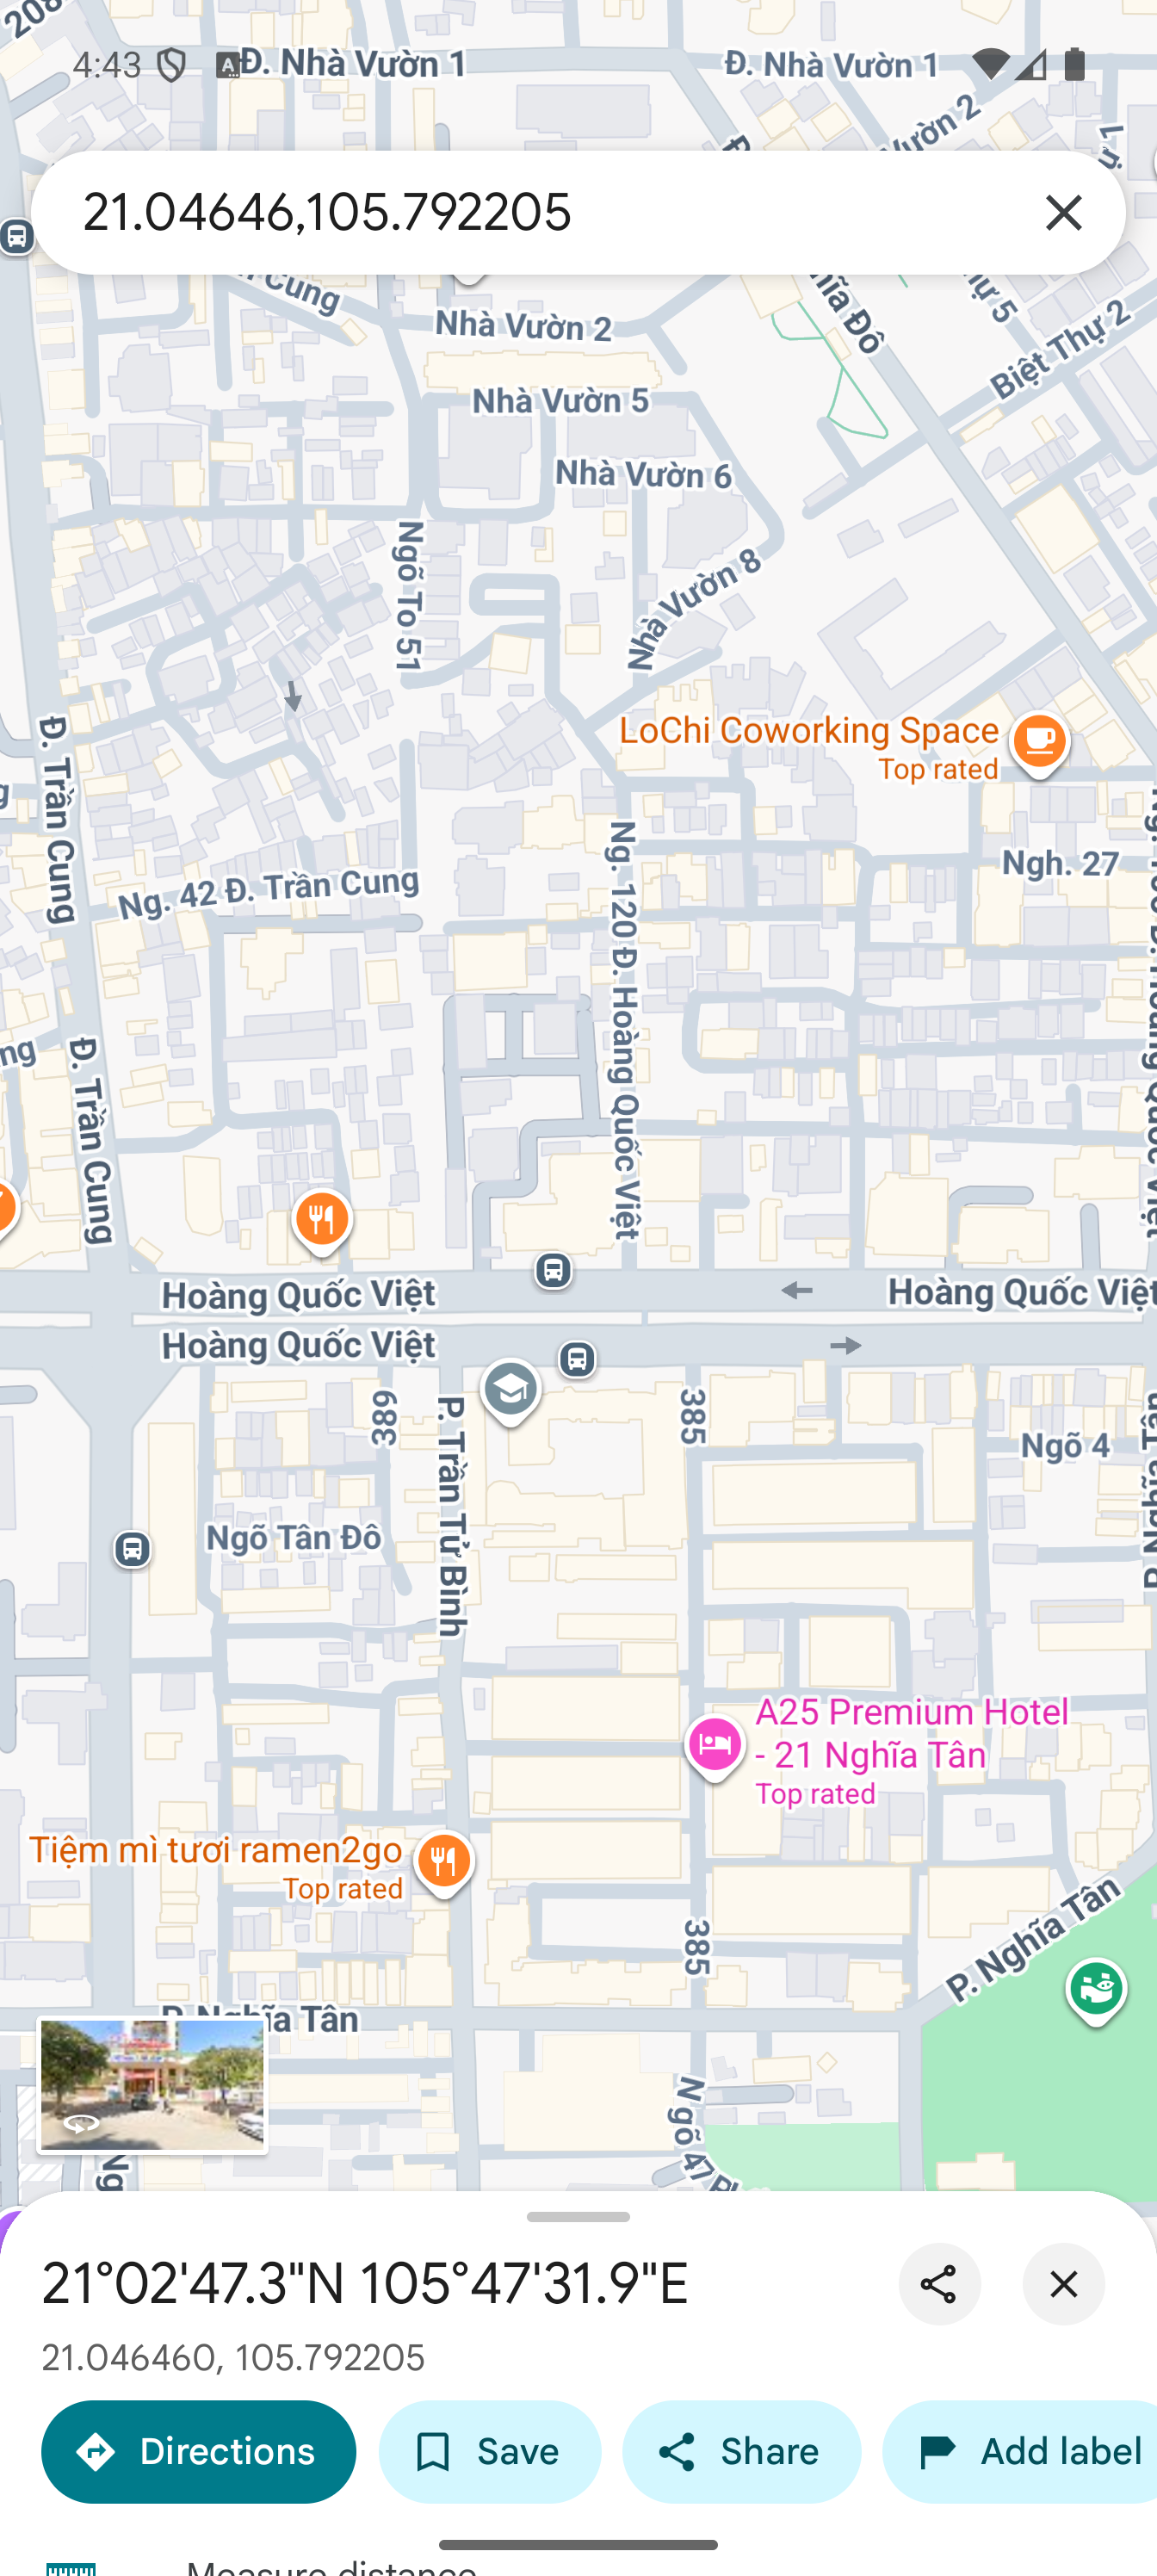 208
4:43
Đ. Nhà Vườn 1
Đ. Nhà Vườn 1
21.04646,105.792205
Cung
Nhà Vườn 2
Biệt Thự 2
Nhà Vườn 5
Nhà Vườn 6
Ngõ To 51
Nhà Vườn 8
LoChi Coworking Space
Top rated
Đ. Trần Cung
Ng. 42 Đ. Trần Cung
Ngh. 27
Ng. 120 Đ. Hoàng Quốc Việt
Đ. Trần Cung
Hoàng Quốc Việt
Hoàng Quốc Việt
Hoàng Quốc Việt
389
P. Trần Tử Bình
385
Ngõ 4
Ngõ Tân Đô
A25 Premium Hotel
- 21 Nghĩa Tân
Top rated
Tiệm mì tươi ramen2go
Top rated
385
P. Nghĩa Tân
P. Nghĩa Tân
Ngõ 47
21°02'47.3"N 105°47'31.9"E
21.046460, 105.792205
Directions
Save
Share
Add label
Measure distance